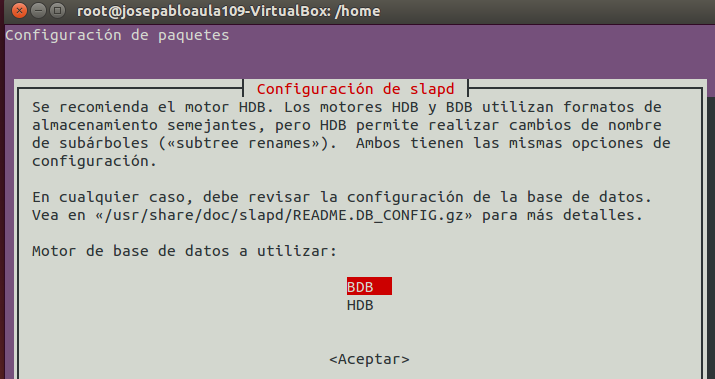 root@josepabloaula109-VirtualBox: /home
Configuración de paquetes
Configuración de slapd
Se recomienda el motor HDB. Los motores HDB y BDB utilizan formatos de
almacenamiento semejantes, pero HDB permite realizar cambios de nombre
de subárboles («subtree renames»).  Ambos tienen las mismas opciones de
configuración.
En cualquier caso, debe revisar la configuración de la base de datos.
Vea en «/usr/share/doc/slapd/README.DB_CONFIG.gz» para más detalles.
Motor de base de datos a utilizar:
BDB
HDB
<Aceptar>